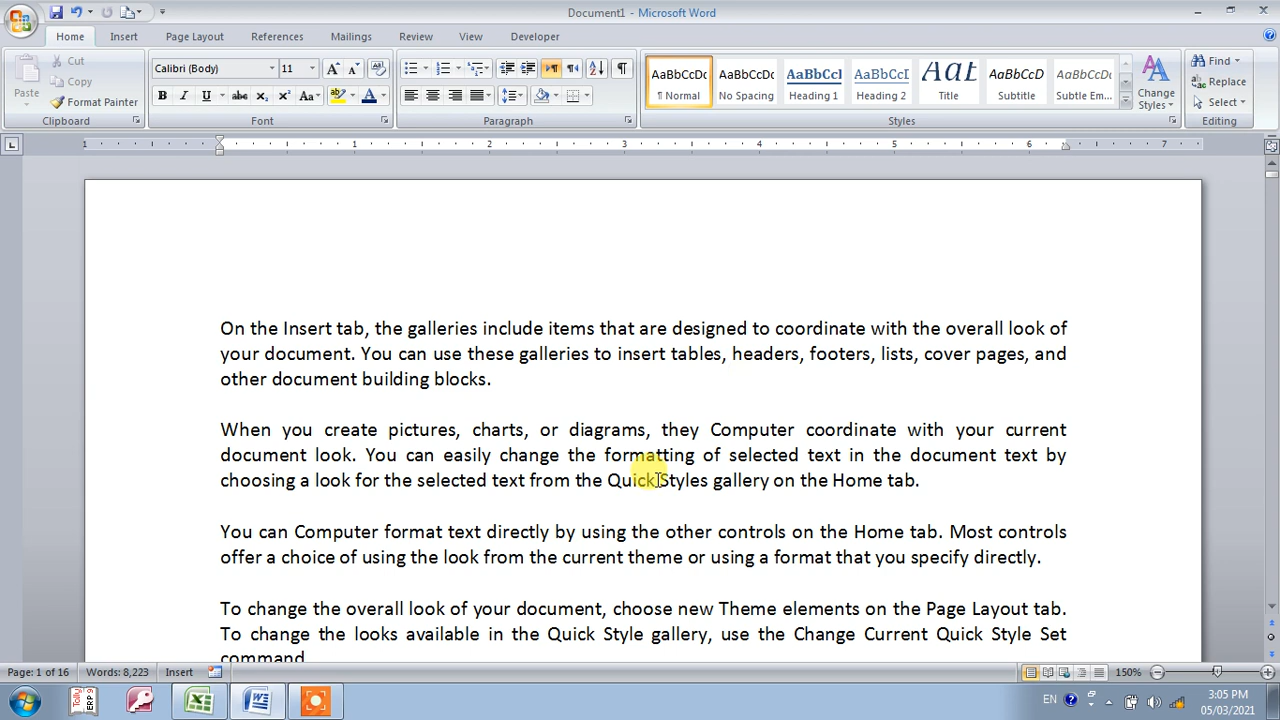 Document1 - Microsoft Word
Home Insert Page Layout References Mailings Review View Developer
Paste
Cut
Copy
Format Painter
Clipboard
Calibri (Body) 11
Font
Paragraph
AaBbCcDc AaBbCcDc AaBbCcI AaBbCcI AaI AaBbCcD AaBbCcDc
¶ Normal No Spacing Heading 1 Heading 2 Title Subtitle Subtle Em...
Change Styles
Styles
Find
Replace
Select
Editing
1 1 2 3 4 5 6 7
On the Insert tab, the galleries include items that are designed to coordinate with the overall look of
your document. You can use these galleries to insert tables, headers, footers, lists, cover pages, and
other document building blocks.
When you create pictures, charts, or diagrams, they Computer coordinate with your current
document look. You can easily change the formatting of selected text in the document text by
choosing a look for the selected text from the Quick Styles gallery on the Home tab.
You can Computer format text directly by using the other controls on the Home tab. Most controls
offer a choice of using the look from the current theme or using a format that you specify directly.
To change the overall look of your document, choose new Theme elements on the Page Layout tab.
To change the looks available in the Quick Style gallery, use the Change Current Quick Style Set
command.
Page: 1 of 16 Words: 8,223 Insert 150%
EN 3:05 PM
05/03/2021